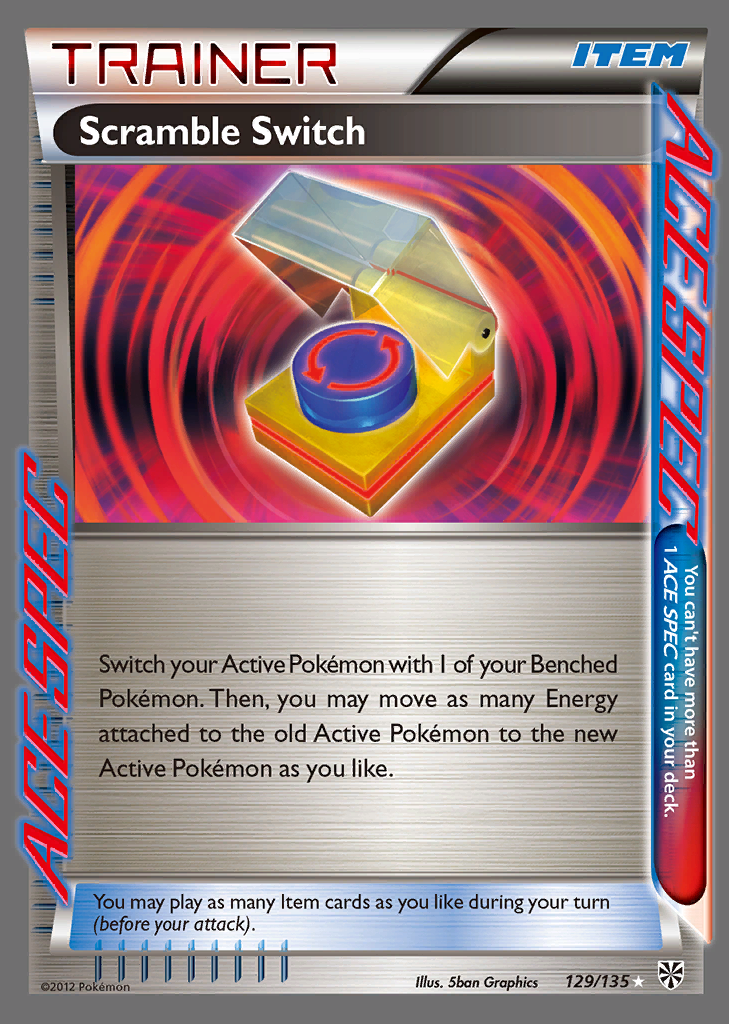 TRAINER
ITEM
Scramble Switch
ACE SPEC
ACE SPEC
You can't have more than
1 ACE SPEC card in your deck.
Switch your Active Pokémon with 1 of your Benched
Pokémon. Then, you may move as many Energy
attached to the old Active Pokémon to the new
Active Pokémon as you like.
You may play as many Item cards as you like during your turn
(before your attack).
©2012 Pokémon
Illus. 5ban Graphics
129/135